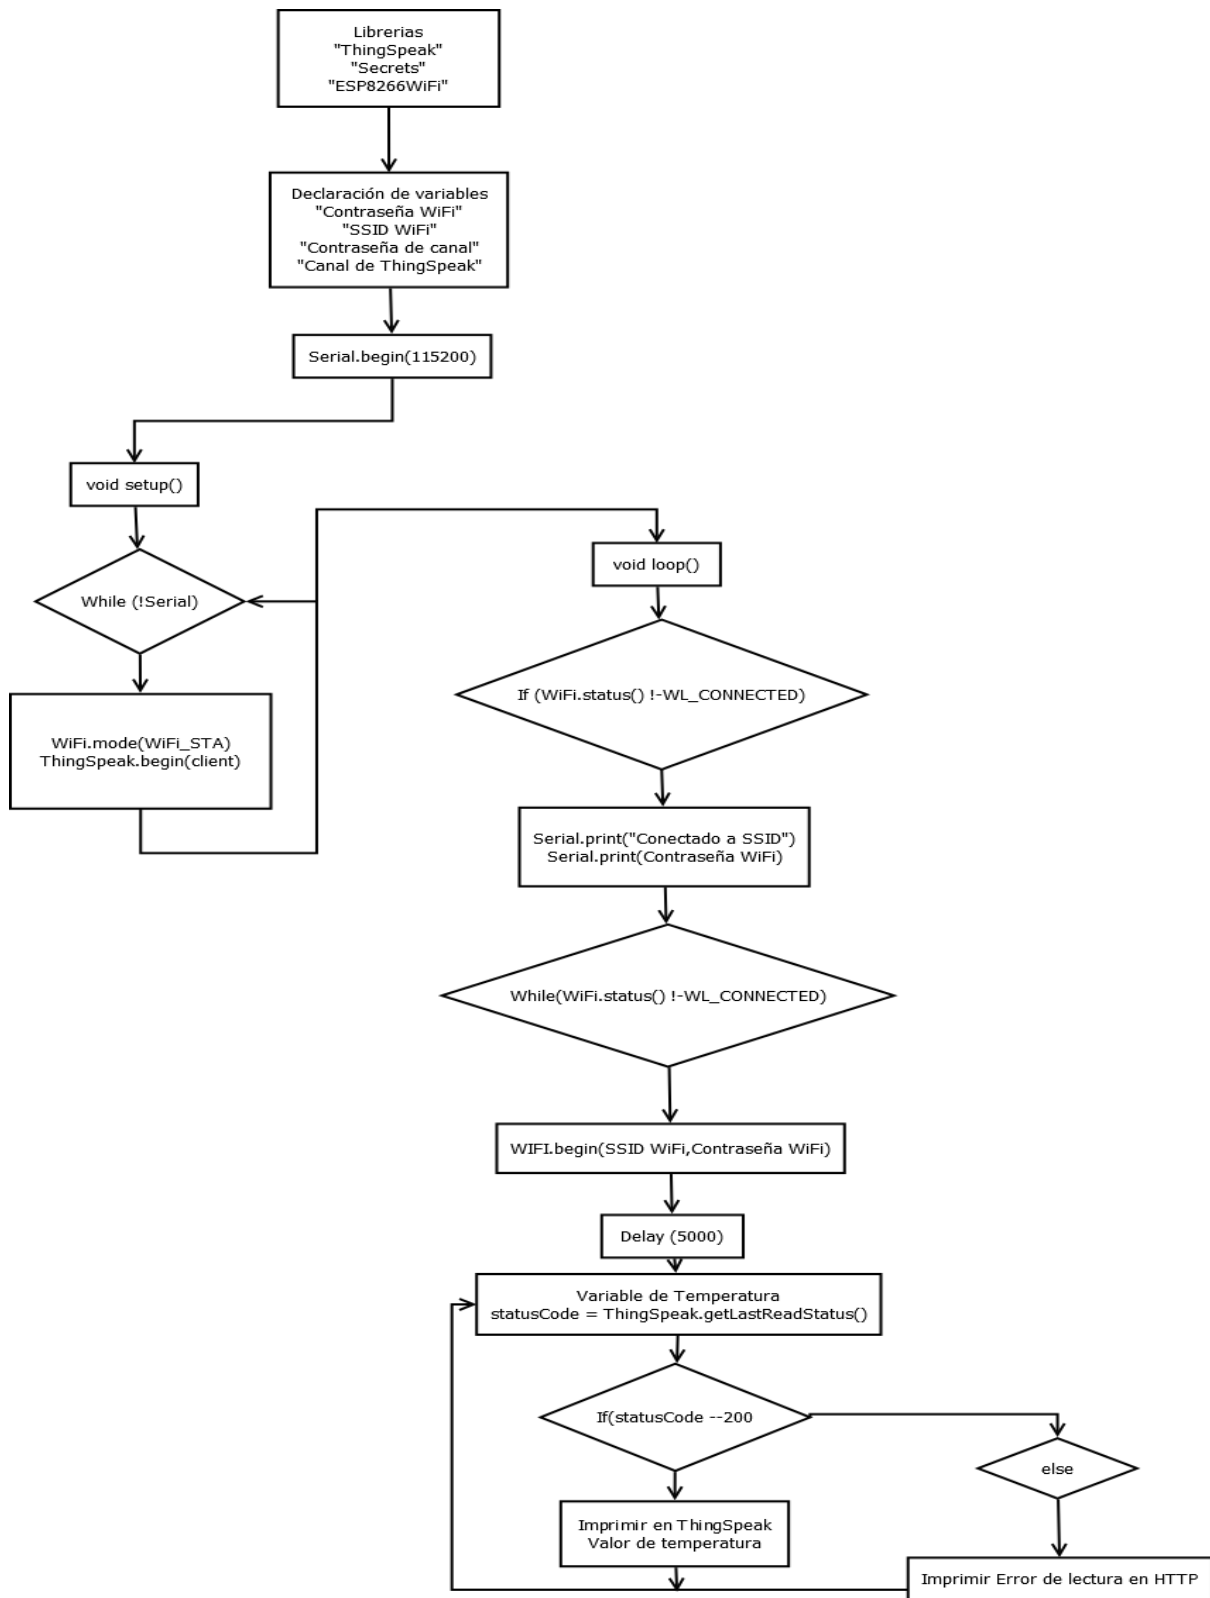 Librerias
"ThingSpeak"
"Secrets"
"ESP8266WiFi"
Declaración de variables
"Contraseña WiFi"
"SSID WiFi"
"Contraseña de canal"
"Canal de ThingSpeak"
Serial.begin(115200)
void setup()
While (!Serial)
WiFi.mode(WiFi_STA)
ThingSpeak.begin(client)
void loop()
If (WiFi.status() !-WL_CONNECTED)
Serial.print("Conectado a SSID")
Serial.print(Contraseña WiFi)
While(WiFi.status() !-WL_CONNECTED)
WIFI.begin(SSID WiFi,Contraseña WiFi)
Delay (5000)
Variable de Temperatura
statusCode = ThingSpeak.getLastReadStatus()
If(statusCode --200
else
Imprimir en ThingSpeak
Valor de temperatura
Imprimir Error de lectura en HTTP